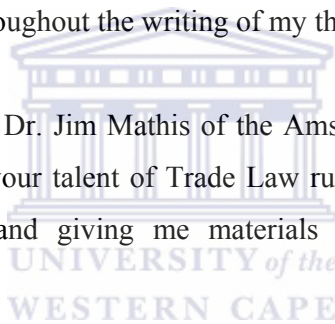 oughout the writing of my th
Dr. Jim Mathis of the Ams
your talent of Trade Law ru
and giving me materials
UNIVERSITY of the
WESTERN CAPE